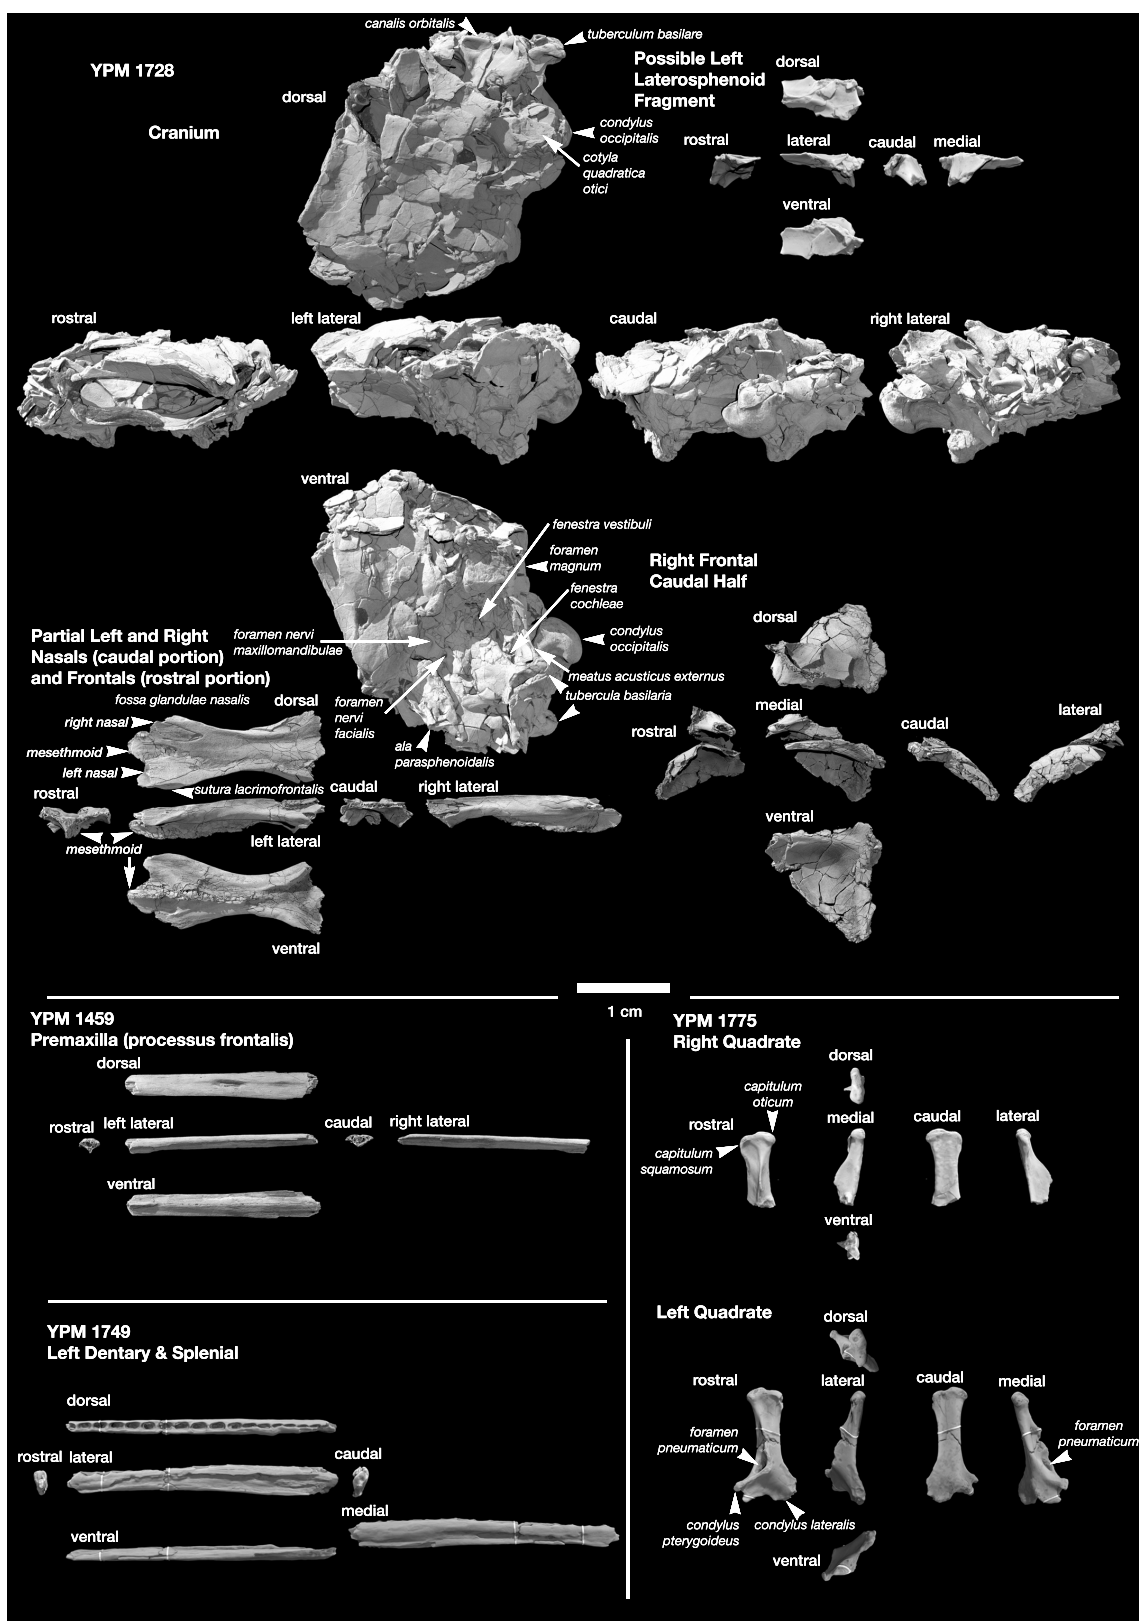 canalis orbitalis
tuberculum basilare
YPM 1728
Cranium
dorsal
condylus
occipitalis
cotyla
quadratica
otici
Possible Left
Laterosphenoid
Fragment
dorsal
rostral
lateral
caudal
medial
ventral
rostral
left lateral
caudal
right lateral
ventral
fenestra vestibuli
foramen
magnum
fenestra
cochleae
foramen nervi
maxillomandibulae
condylus
occipitalis
meatus acusticus externus
tubercula basilaria
foramen
nervi
facialis
ala
parasphenoidalis
Right Frontal
Caudal Half
dorsal
rostral
medial
caudal
lateral
ventral
Partial Left and Right
Nasals (caudal portion)
and Frontals (rostral portion)
fossa glandulae nasalis
dorsal
right nasal
mesethmoid
left nasal
sutura lacrimofrontalis
rostral
caudal
right lateral
mesethmoid
left lateral
ventral
1 cm
YPM 1459
Premaxilla (processus frontalis)
dorsal
rostral
left lateral
caudal
right lateral
ventral
YPM 1749
Left Dentary & Splenial
dorsal
rostral
lateral
caudal
medial
ventral
YPM 1775
Right Quadrate
dorsal
capitulum
oticum
rostral
medial
caudal
lateral
capitulum
squamosum
ventral
Left Quadrate
dorsal
rostral
lateral
caudal
medial
foramen
pneumaticum
foramen
pneumaticum
condylus
pterygoideus
condylus lateralis
ventral